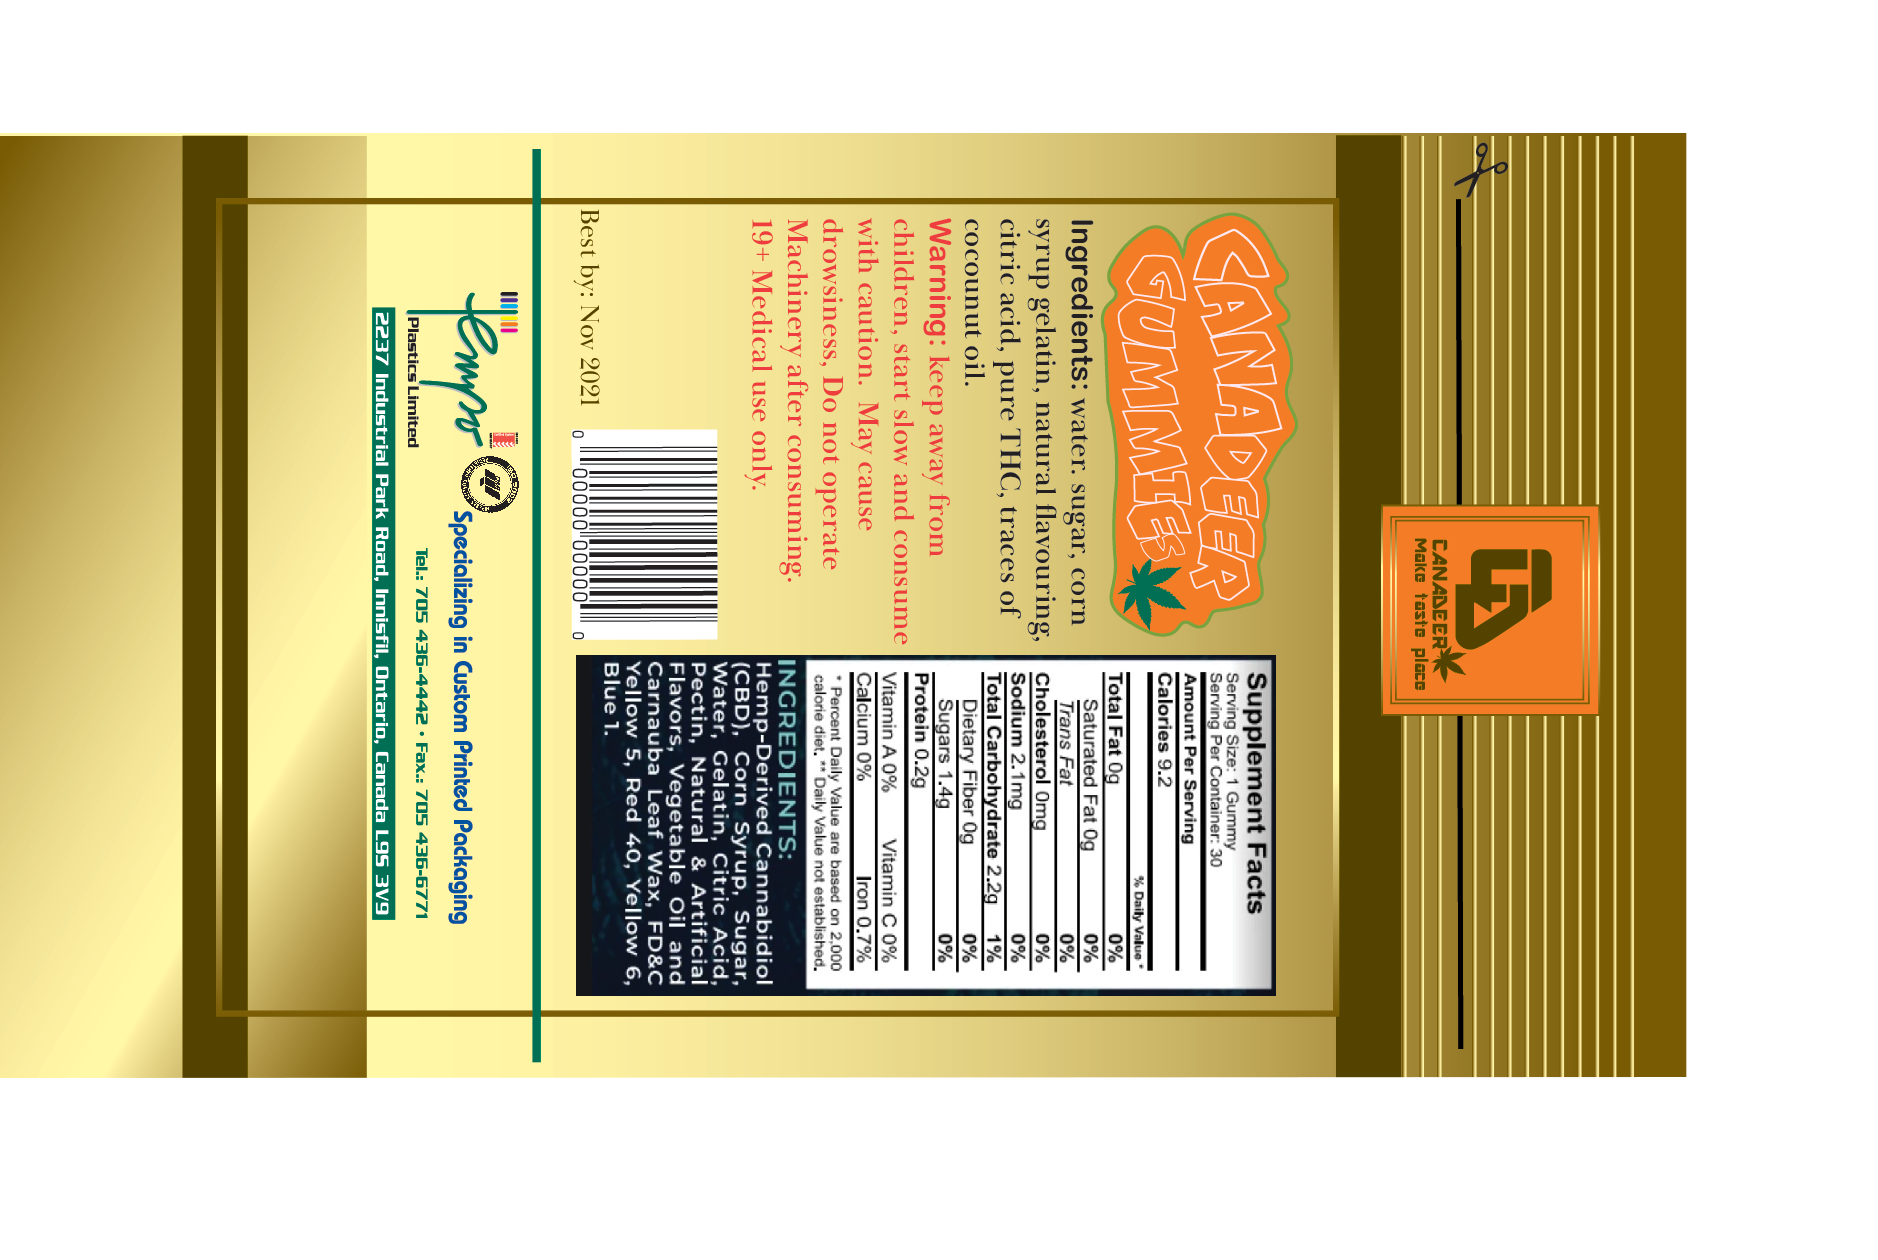 CANADEER
Make taste place
CANADEER
GUMMIES
Ingredients: water. sugar, corn
syrup gelatin, natural flavouring,
citric acid, pure THC, traces of
cocounut oil.
Warning: keep away from
children, start slow and consume
with caution. May cause
drowsiness, Do not operate
Machinery after consuming.
19+ Medical use only.
Best by: Nov 2021
0 00000 00000 0
Supplement Facts
Serving Size: 1 Gummy
Serving Per Container: 30
Amount Per Serving
Calories 9.2
% Daily Value *
Total Fat 0g 0%
Saturated Fat 0g 0%
Trans Fat 0%
Cholesterol 0mg 0%
Sodium 2.1mg 0%
Total Carbohydrate 2.2g 1%
Dietary Fiber 0g 0%
Sugars 1.4g 0%
Protein 0.2g
Vitamin A 0% Vitamin C 0%
Calcium 0% Iron 0.7%
* Percent Daily Value are based on 2,000
calorie diet. ** Daily Value not established.
INGREDIENTS:
Hemp-Derived Cannabidiol
(CBD), Corn Syrup, Sugar,
Water, Gelatin, Citric Acid,
Pectin, Natural & Artificial
Flavors, Vegetable Oil and
Carnauba Leaf Wax, FD&C
Yellow 5, Red 40, Yellow 6,
Blue 1.
Tempo
Plastics Limited
Specializing in Custom Printed Packaging
Tel.: 705 436-4442 • Fax.: 705 436-6771
2237 Industrial Park Road, Innisfil, Ontario, Canada L9S 3V9